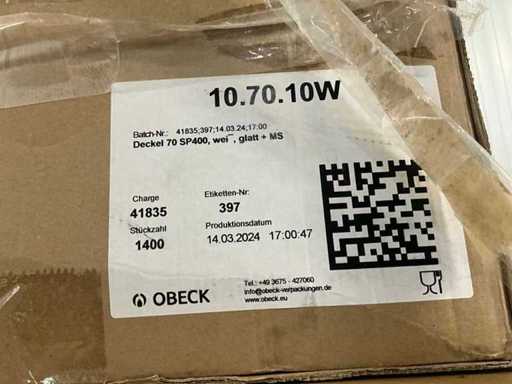 10.70.10W
Batch-Nr.: 41835;397;14.03.24;17:00
Deckel 70 SP400, wei¯, glatt + MS
Charge Etiketten-Nr:
41835 397
Stückzahl Produktionsdatum
1400 14.03.2024 17:00:47
OBECK
Tel.: +49 3675 - 427060
info@obeck-verpackungen.de
www.obeck.eu